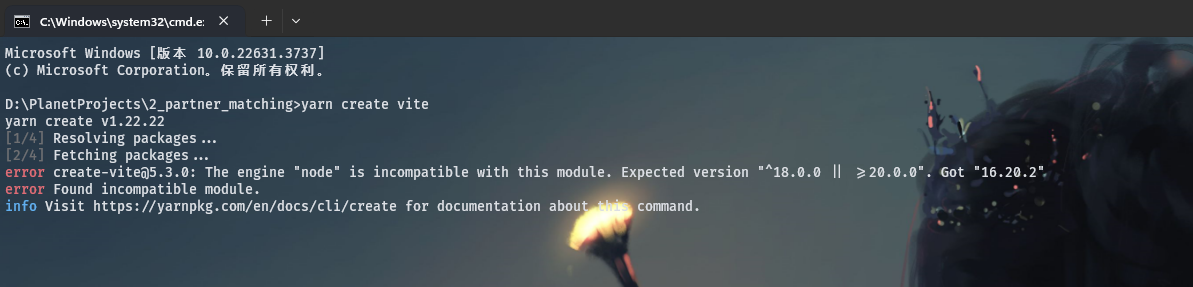 C:\Windows\system32\cmd.e
Microsoft Windows [版本 10.0.22631.3737]
(c) Microsoft Corporation。保留所有权利。
D:\PlanetProjects\2_partner_matching>yarn create vite
yarn create v1.22.22
[1/4] Resolving packages...
[2/4] Fetching packages...
error create-vite@5.3.0: The engine "node" is incompatible with this module. Expected version "^18.0.0 || >=20.0.0". Got "16.20.2"
error Found incompatible module.
info Visit https://yarnpkg.com/en/docs/cli/create for documentation about this command.